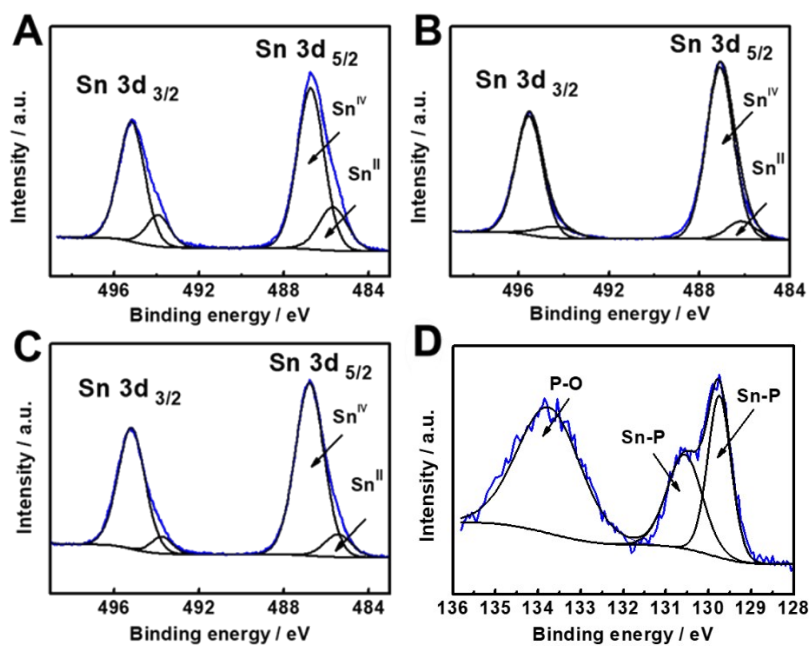 A
Sn 3d 5/2
Sn 3d 3/2
Sn^IV
Sn^II
Intensity / a.u.
496 492 488 484
Binding energy / eV
B
Sn 3d 5/2
Sn 3d 3/2
Sn^IV
Sn^II
Intensity / a.u.
496 492 488 484
Binding energy / eV
C
Sn 3d 5/2
Sn 3d 3/2
Sn^IV
Sn^II
Intensity / a.u.
496 492 488 484
Binding energy / eV
D
P-O
Sn-P
Sn-P
Intensity / a.u.
136 135 134 133 132 131 130 129 128
Binding energy / eV